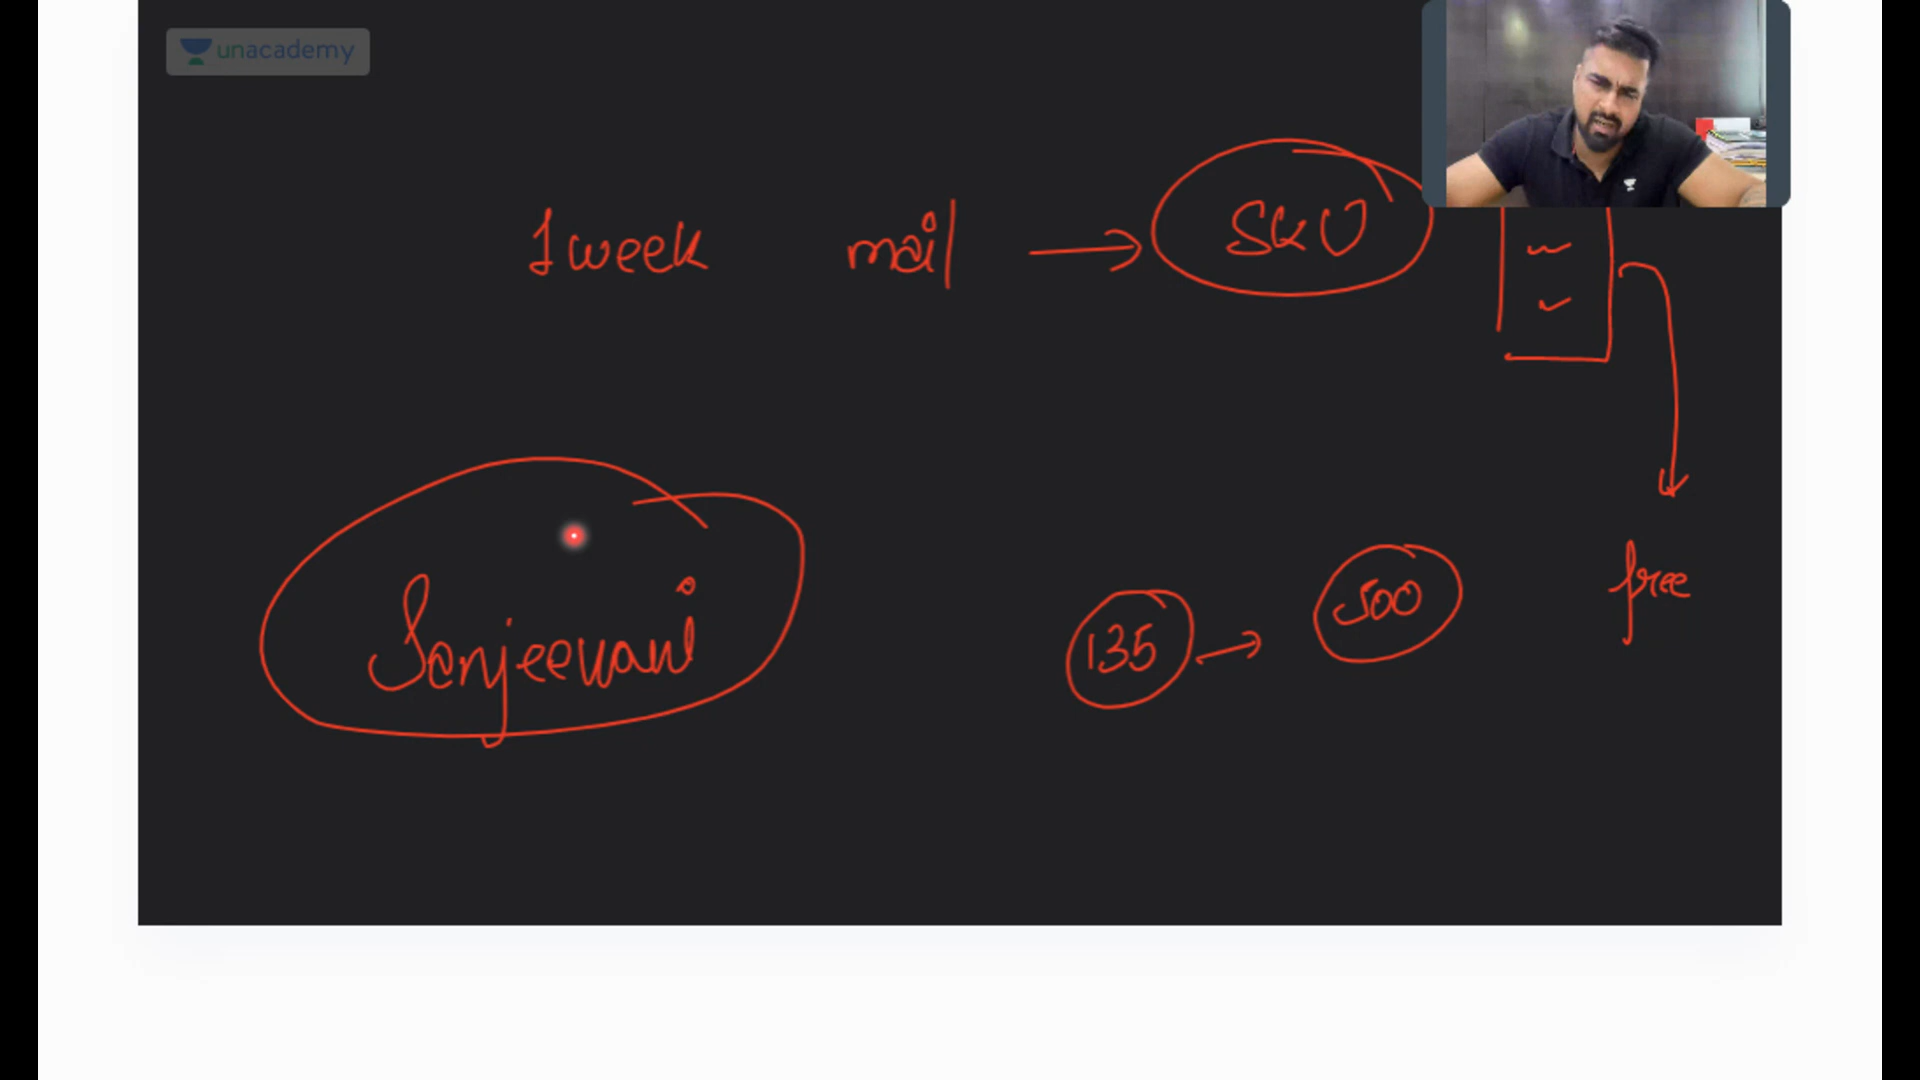 unacademy
1 week mail → SKU
Sanjeevani
135 → 500
free